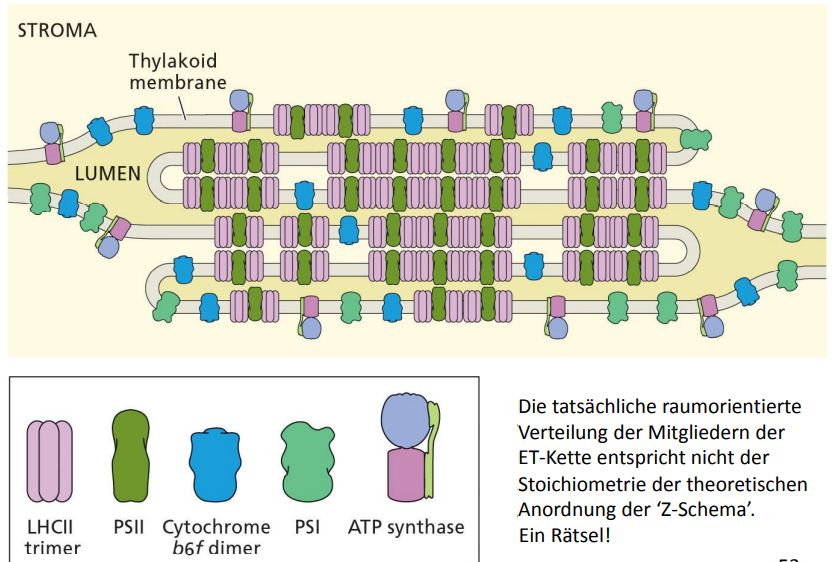 STROMA
Thylakoid
membrane
LUMEN
LHCII
trimer
PSII
Cytochrome
b6f dimer
PSI
ATP synthase
Die tatsächliche raumorientierte
Verteilung der Mitgliedern der
ET-Kette entspricht nicht der
Stoichiometrie der theoretischen
Anordnung der ‘Z-Schema’.
Ein Rätsel!